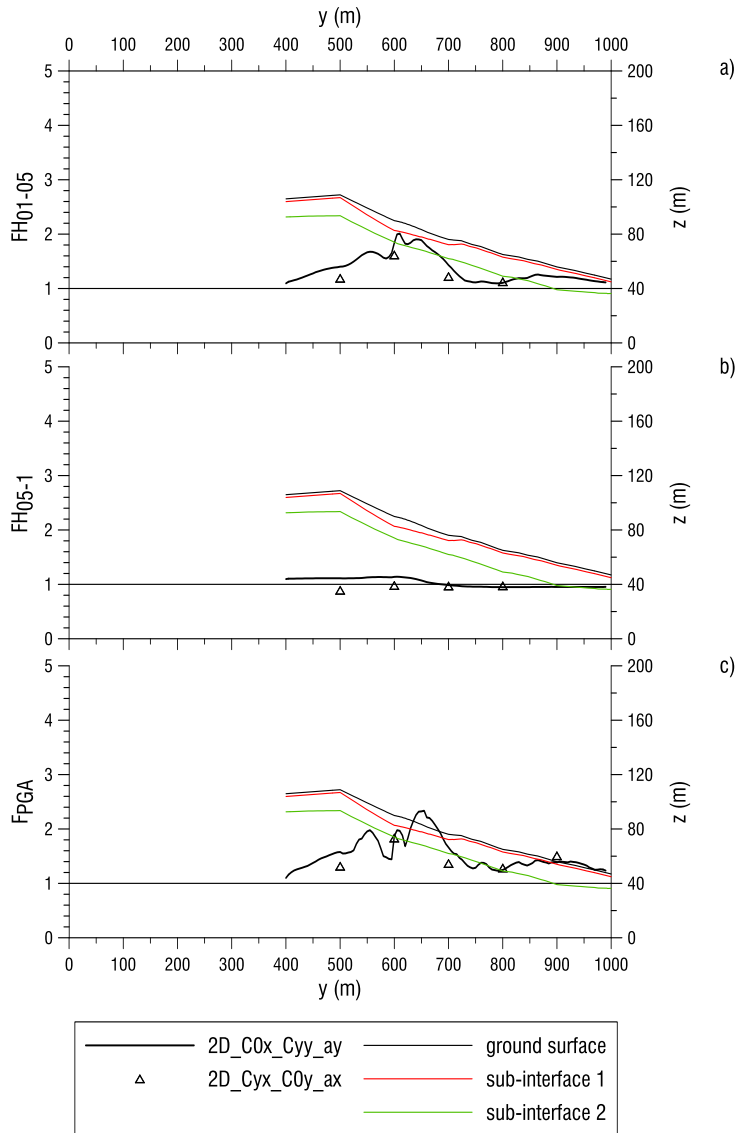 y (m)
0 100 200 300 400 500 600 700 800 900 1000
a)
5 4 3 2 1 0
FH01-05
200 160 120 80 40 0
z (m)
b)
5 4 3 2 1 0
FH05-1
200 160 120 80 40 0
z (m)
c)
5 4 3 2 1 0
FPGA
200 160 120 80 40 0
z (m)
0 100 200 300 400 500 600 700 800 900 1000
y (m)
2D_C0x_Cyy_ay ground surface
2D_Cyx_C0y_ax sub-interface 1
sub-interface 2